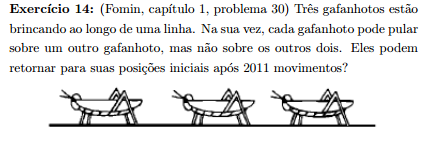 Exercício 14: (Fomin, capítulo 1, problema 30) Três gafanhotos estão
brincando ao longo de uma linha. Na sua vez, cada gafanhoto pode pular
sobre um outro gafanhoto, mas não sobre os outros dois. Eles podem
retornar para suas posições iniciais após 2011 movimentos?